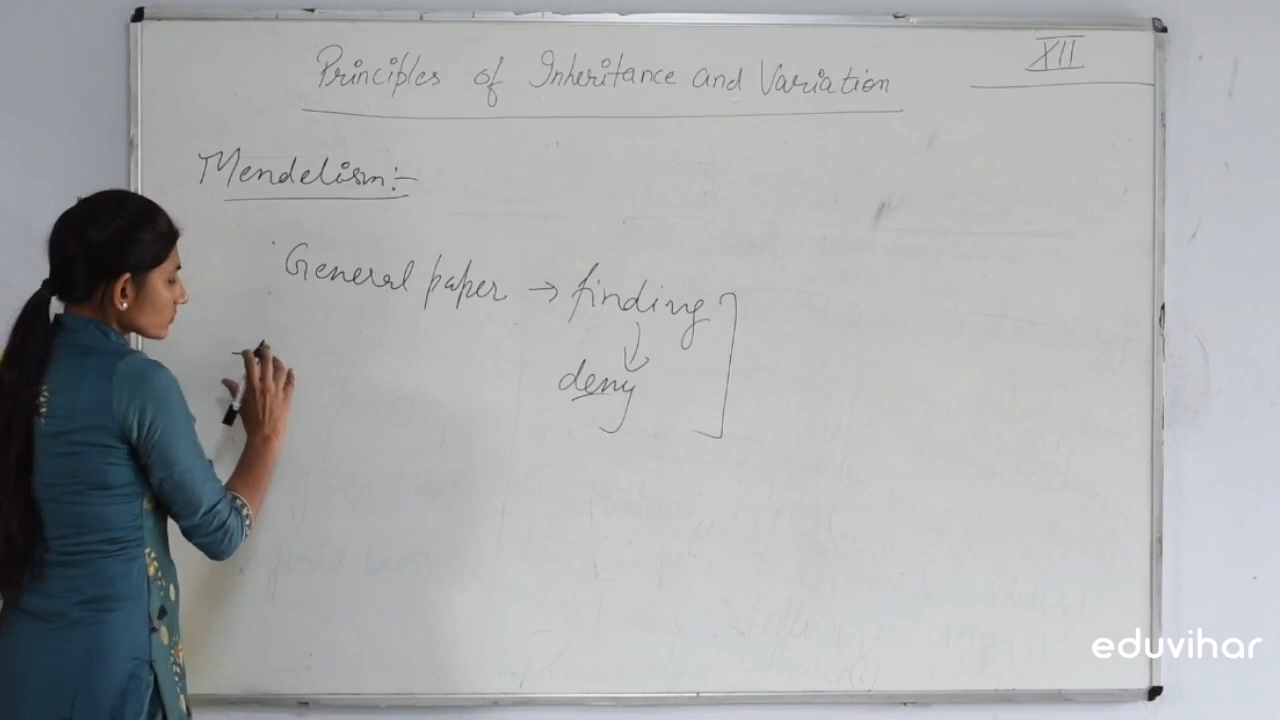 Principles of Inheritance and Variation
XII
Mendelism:-
General paper → finding
↓
deny
eduvihar